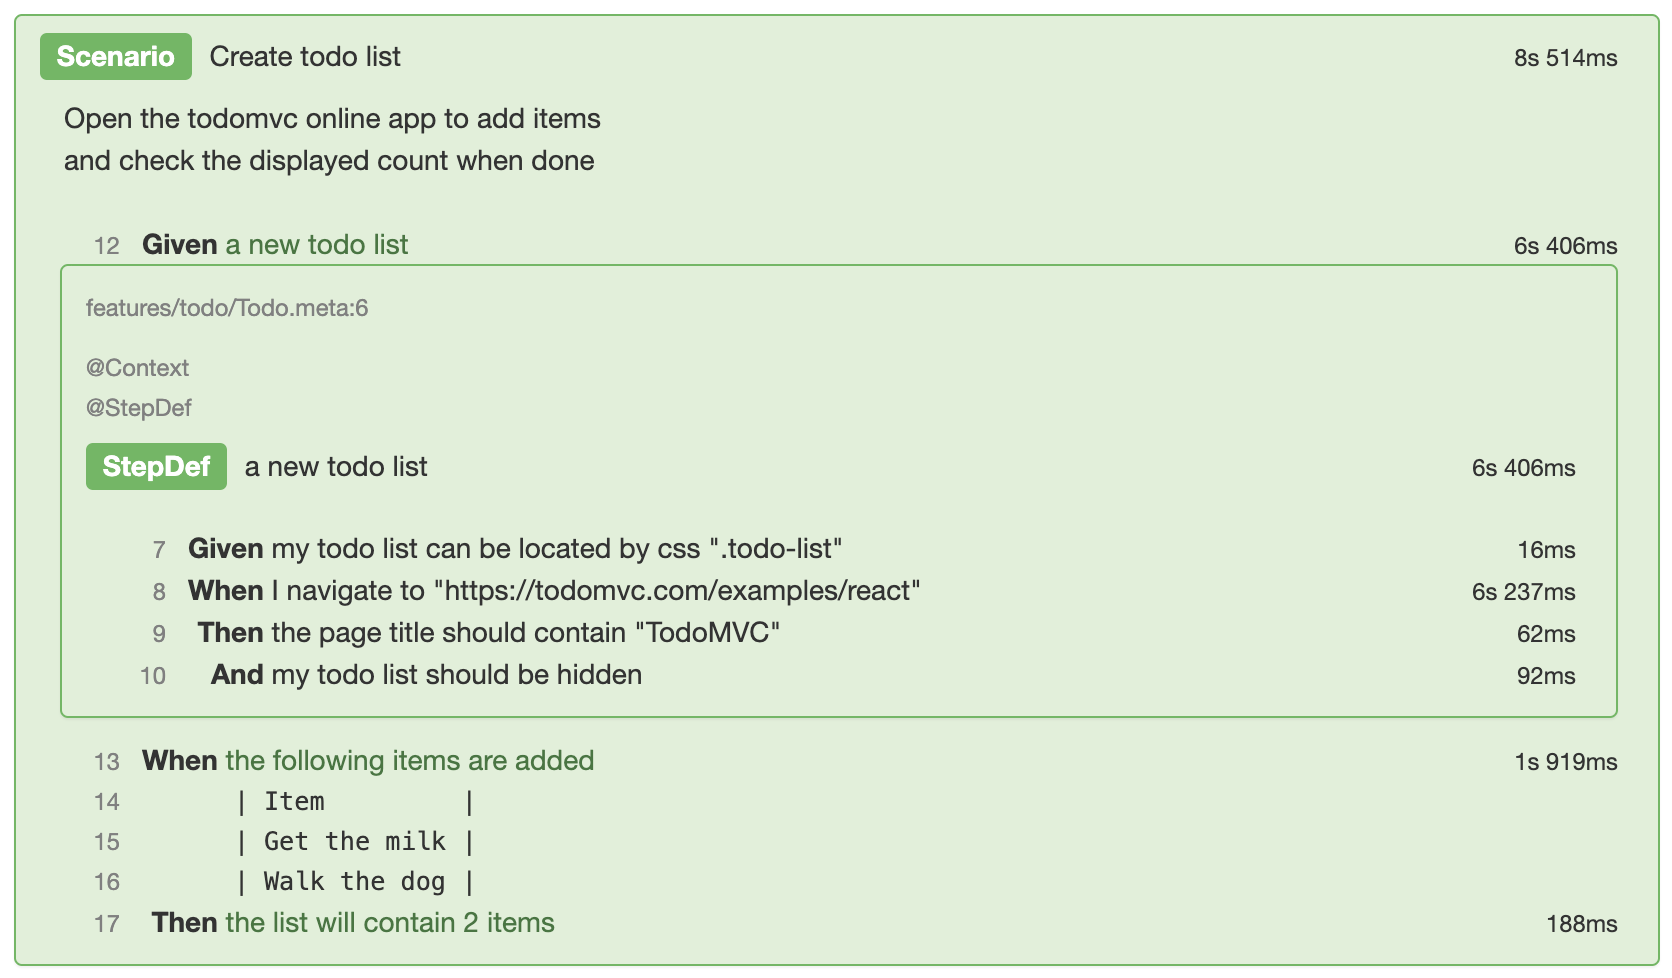 Scenario Create todo list 8s 514ms
Open the todomvc online app to add items
and check the displayed count when done
12 Given a new todo list 6s 406ms
features/todo/Todo.meta:6
@Context
@StepDef
StepDef a new todo list 6s 406ms
7 Given my todo list can be located by css ".todo-list" 16ms
8 When I navigate to "https://todomvc.com/examples/react" 6s 237ms
9 Then the page title should contain "TodoMVC" 62ms
10 And my todo list should be hidden 92ms
13 When the following items are added 1s 919ms
14 | Item |
15 | Get the milk |
16 | Walk the dog |
17 Then the list will contain 2 items 188ms